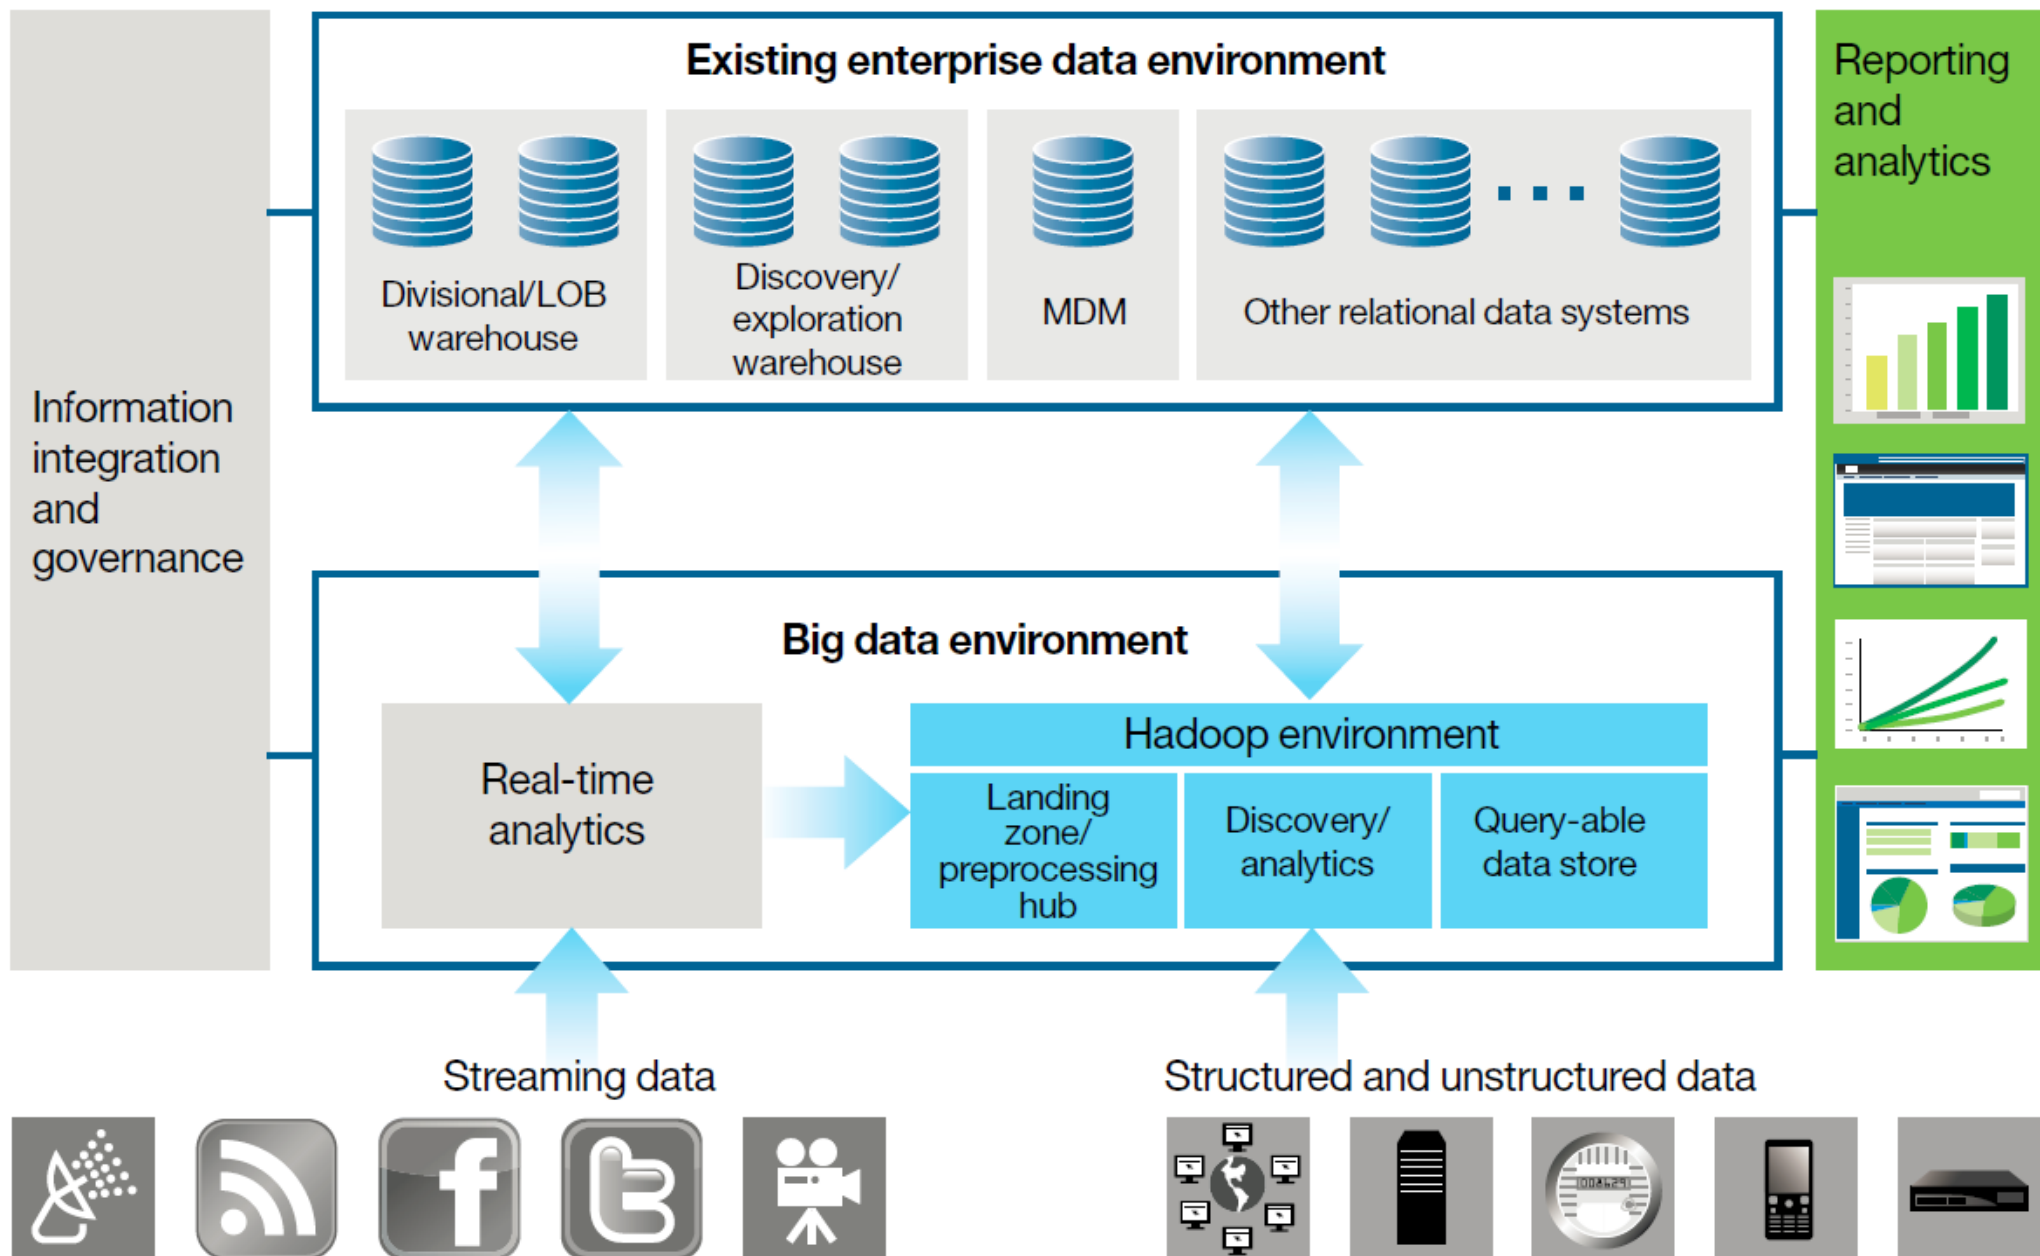 Existing enterprise data environment
Divisional/LOB
warehouse
Discovery/
exploration
warehouse
MDM
Other relational data systems
Reporting
and
analytics
Information
integration
and
governance
Big data environment
Real-time
analytics
Hadoop environment
Landing
zone/
preprocessing
hub
Discovery/
analytics
Query-able
data store
Streaming data
Structured and unstructured data